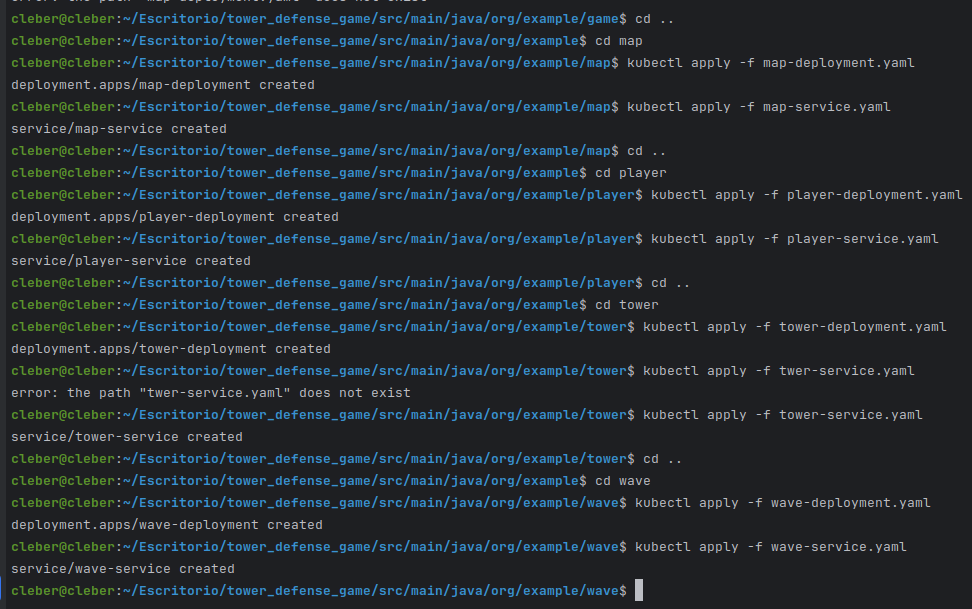 error: the path "map-deployment.yaml" does not exist
cleber@cleber:~/Escritorio/tower_defense_game/src/main/java/org/example/game$ cd ..
cleber@cleber:~/Escritorio/tower_defense_game/src/main/java/org/example$ cd map
cleber@cleber:~/Escritorio/tower_defense_game/src/main/java/org/example/map$ kubectl apply -f map-deployment.yaml
deployment.apps/map-deployment created
cleber@cleber:~/Escritorio/tower_defense_game/src/main/java/org/example/map$ kubectl apply -f map-service.yaml
service/map-service created
cleber@cleber:~/Escritorio/tower_defense_game/src/main/java/org/example/map$ cd ..
cleber@cleber:~/Escritorio/tower_defense_game/src/main/java/org/example$ cd player
cleber@cleber:~/Escritorio/tower_defense_game/src/main/java/org/example/player$ kubectl apply -f player-deployment.yaml
deployment.apps/player-deployment created
cleber@cleber:~/Escritorio/tower_defense_game/src/main/java/org/example/player$ kubectl apply -f player-service.yaml
service/player-service created
cleber@cleber:~/Escritorio/tower_defense_game/src/main/java/org/example/player$ cd ..
cleber@cleber:~/Escritorio/tower_defense_game/src/main/java/org/example$ cd tower
cleber@cleber:~/Escritorio/tower_defense_game/src/main/java/org/example/tower$ kubectl apply -f tower-deployment.yaml
deployment.apps/tower-deployment created
cleber@cleber:~/Escritorio/tower_defense_game/src/main/java/org/example/tower$ kubectl apply -f twer-service.yaml
error: the path "twer-service.yaml" does not exist
cleber@cleber:~/Escritorio/tower_defense_game/src/main/java/org/example/tower$ kubectl apply -f tower-service.yaml
service/tower-service created
cleber@cleber:~/Escritorio/tower_defense_game/src/main/java/org/example/tower$ cd ..
cleber@cleber:~/Escritorio/tower_defense_game/src/main/java/org/example$ cd wave
cleber@cleber:~/Escritorio/tower_defense_game/src/main/java/org/example/wave$ kubectl apply -f wave-deployment.yaml
deployment.apps/wave-deployment created
cleber@cleber:~/Escritorio/tower_defense_game/src/main/java/org/example/wave$ kubectl apply -f wave-service.yaml
service/wave-service created
cleber@cleber:~/Escritorio/tower_defense_game/src/main/java/org/example/wave$